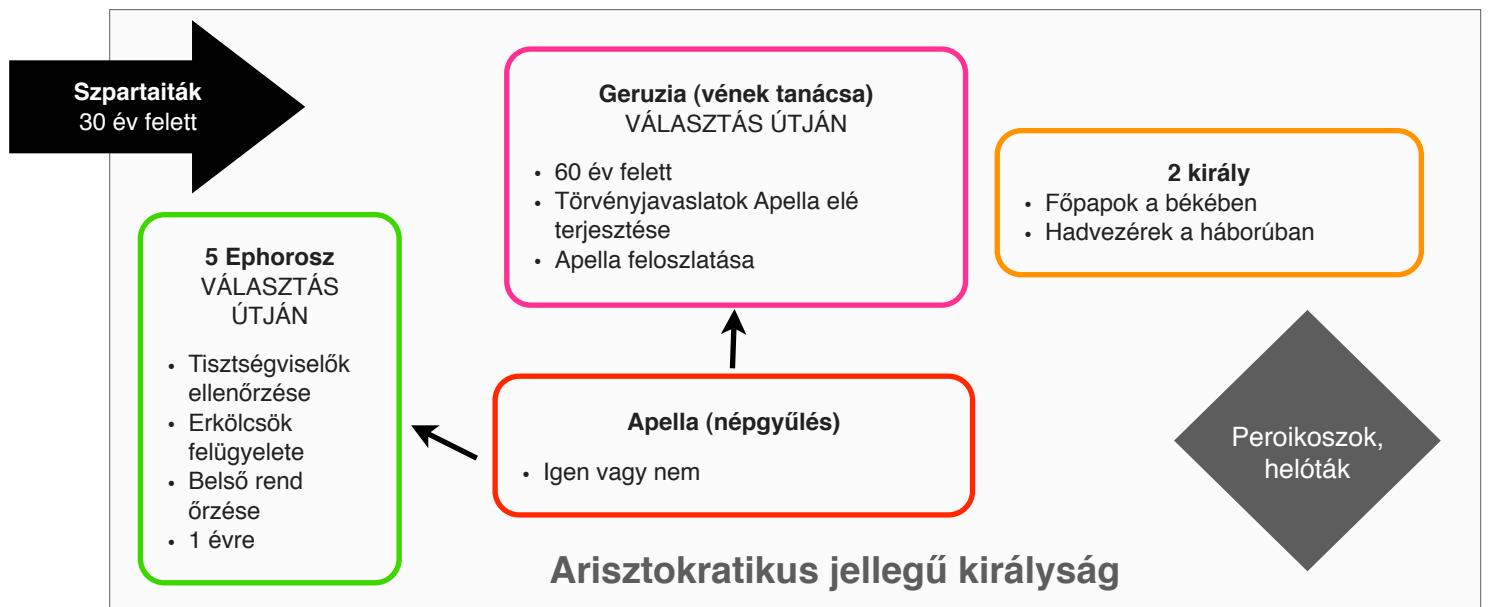 Szpartaiták
30 év felett
Geruzia (vének tanácsa)
VÁLASZTÁS ÚTJÁN
• 60 év felett
• Törvényjavaslatok Apella elé
terjesztése
• Apella feloszlatása
2 király
• Főpapok a békében
• Hadvezérek a háborúban
5 Ephorosz
VÁLASZTÁS
ÚTJÁN
• Tisztségviselők
ellenőrzése
• Erkölcsök
felügyelete
• Belső rend
őrzése
• 1 évre
Apella (népgyűlés)
• Igen vagy nem
Peroikoszok,
helóták
Arisztokratikus jellegű királyság